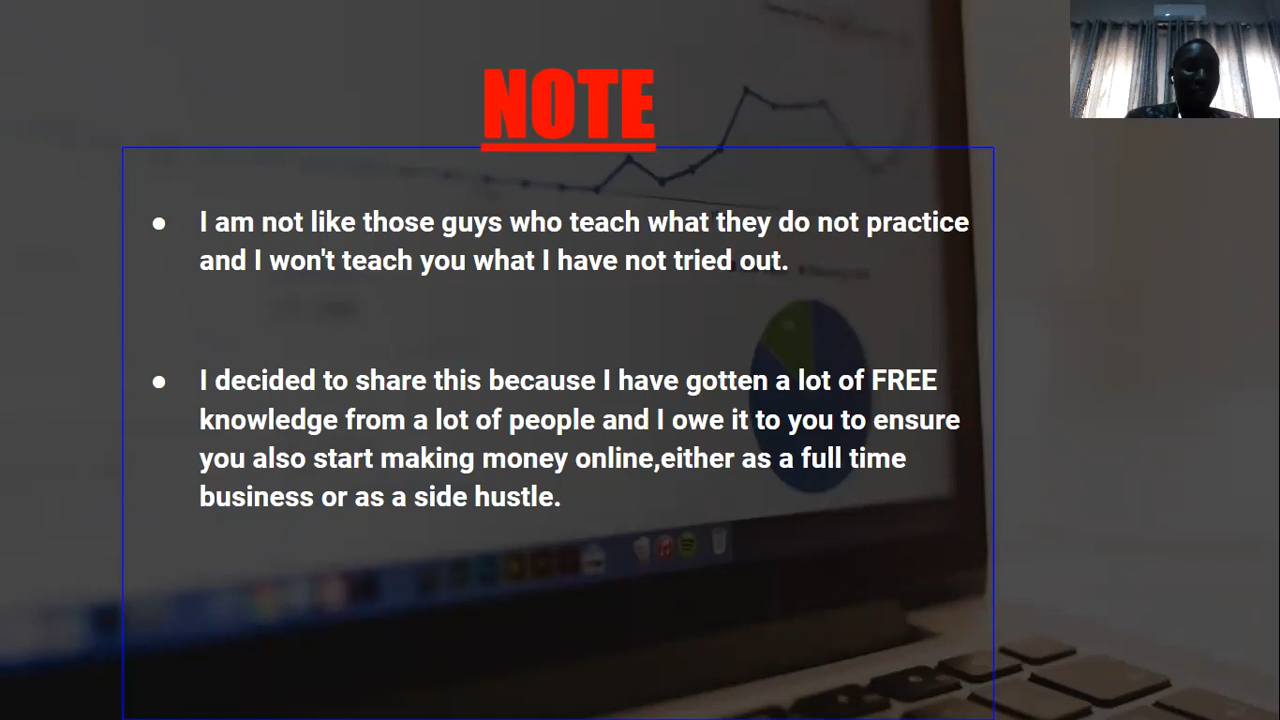 NOTE
● I am not like those guys who teach what they do not practice
and I won't teach you what I have not tried out.
● I decided to share this because I have gotten a lot of FREE
knowledge from a lot of people and I owe it to you to ensure
you also start making money online,either as a full time
business or as a side hustle.